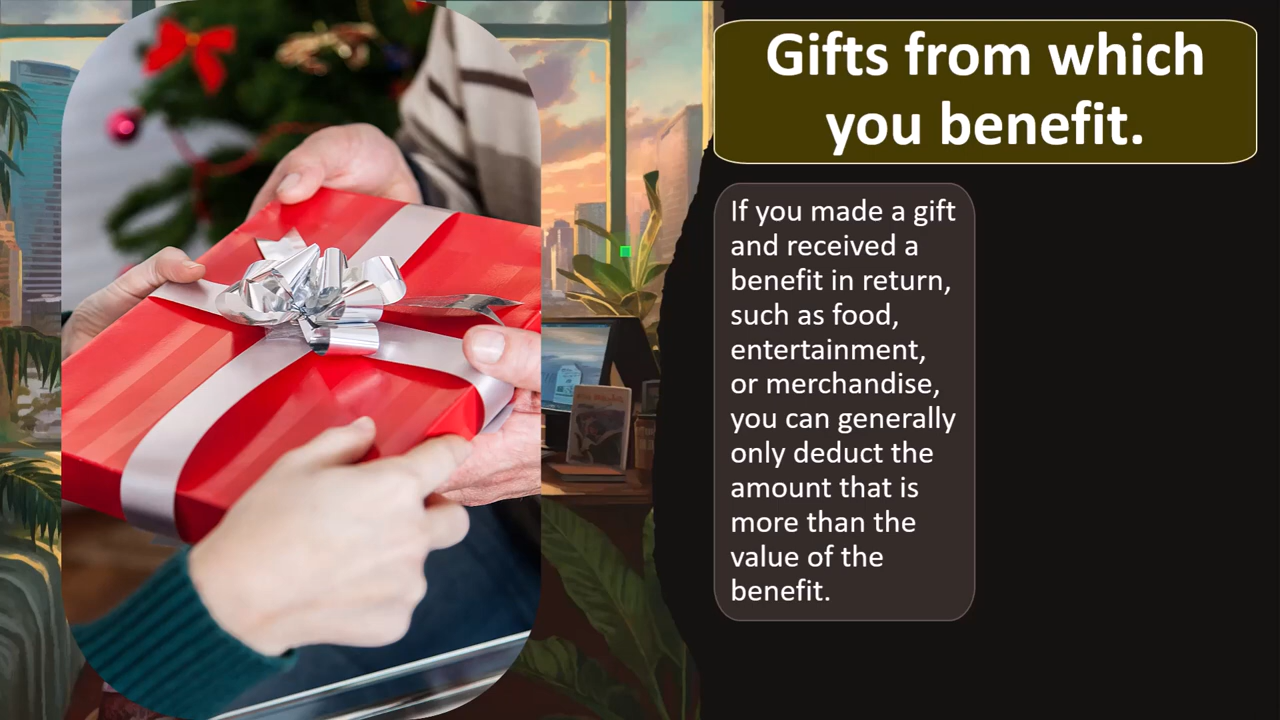 Gifts from which
you benefit.
If you made a gift
and received a
benefit in return,
such as food,
entertainment,
or merchandise,
you can generally
only deduct the
amount that is
more than the
value of the
benefit.